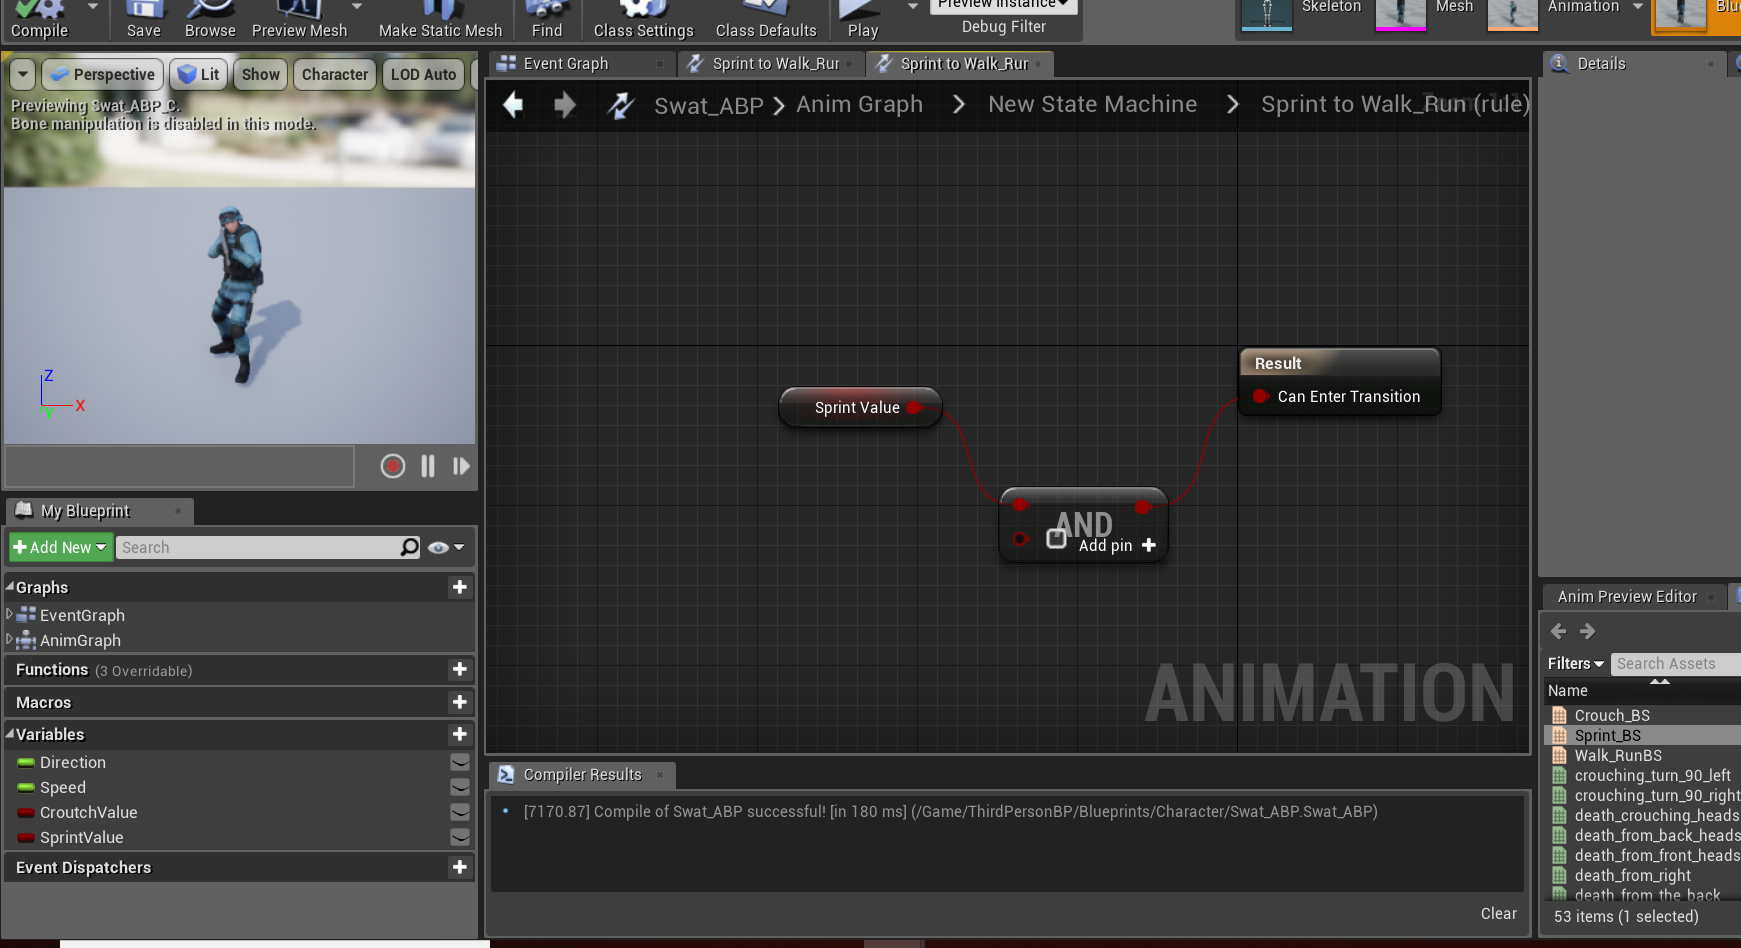 Compile
Save
Browse
Preview Mesh
Make Static Mesh
Find
Class Settings
Class Defaults
Play
Preview Instance
Debug Filter
Skeleton
Mesh
Animation
Perspective
Lit
Show
Character
LOD Auto
Previewing Swat_ABP_C.
Bone manipulation is disabled in this mode.
Z
X
Y
Event Graph
Sprint to Walk_Rur
Sprint to Walk_Rur
Swat_ABP
Anim Graph
New State Machine
Sprint to Walk_Run (rule)
Sprint Value
AND
Add pin
Result
Can Enter Transition
ANIMATION
Details
My Blueprint
Add New
Search
Graphs
EventGraph
AnimGraph
Functions (3 Overridable)
Macros
Variables
Direction
Speed
CroutchValue
SprintValue
Event Dispatchers
Compiler Results
[7170.87] Compile of Swat_ABP successful! [in 180 ms] (/Game/ThirdPersonBP/Blueprints/Character/Swat_ABP.Swat_ABP)
Clear
Anim Preview Editor
Filters
Search Assets
Name
Crouch_BS
Sprint_BS
Walk_RunBS
crouching_turn_90_left
crouching_turn_90_right
death_crouching_heads
death_from_back_heads
death_from_front_heads
death_from_right
death_from_the_back
53 items (1 selected)